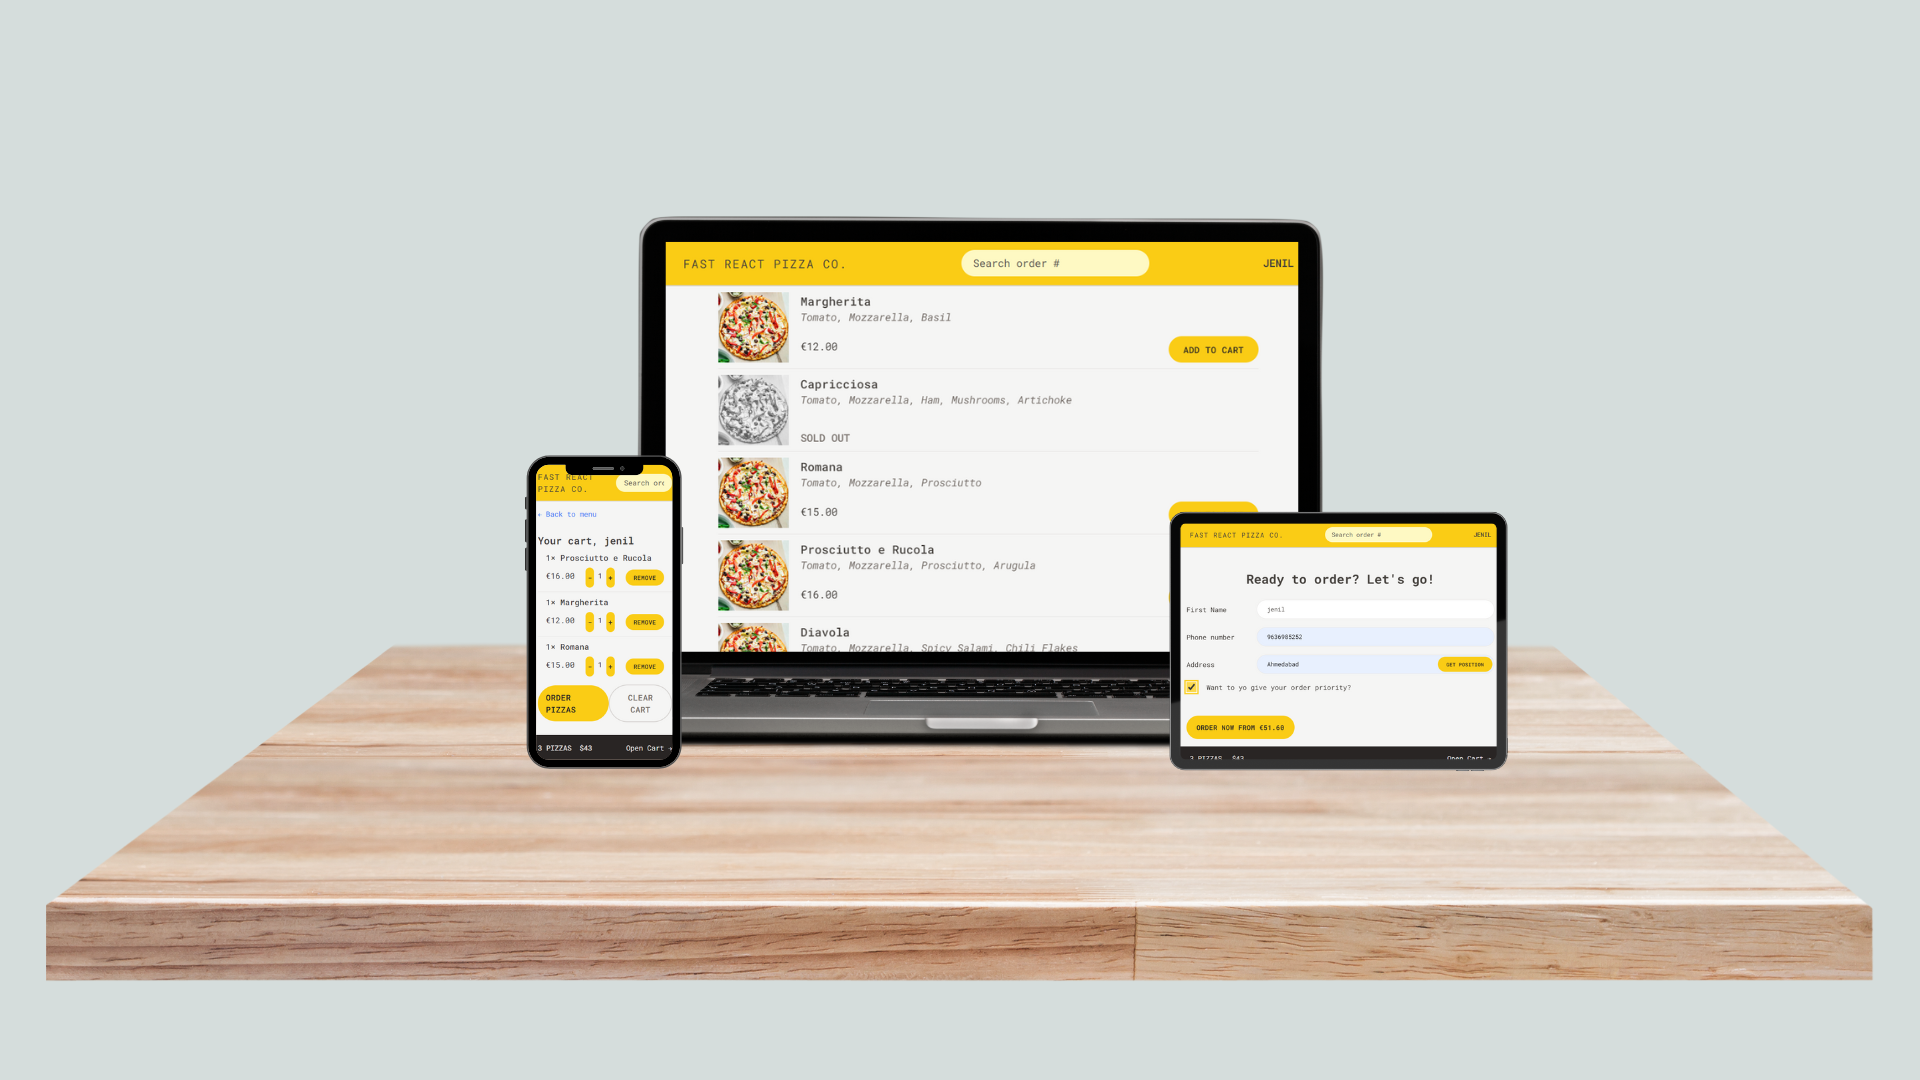 FAST REACT PIZZA CO.
Search order #
JENIL
Margherita
Tomato, Mozzarella, Basil
€12.00
ADD TO CART
Capricciosa
Tomato, Mozzarella, Ham, Mushrooms, Artichoke
SOLD OUT
Romana
Tomato, Mozzarella, Prosciutto
€15.00
Prosciutto e Rucola
Tomato, Mozzarella, Prosciutto, Arugula
€16.00
Diavola
Tomato, Mozzarella, Spicy Salami, Chili Flakes
FAST REACT
PIZZA CO.
Search ord
← Back to menu
Your cart, jenil
1× Prosciutto e Rucola
€16.00 - 1 + REMOVE
1× Margherita
€12.00 - 1 + REMOVE
1× Romana
€15.00 - 1 + REMOVE
ORDER
PIZZAS
CLEAR
CART
3 PIZZAS $43 Open Cart →
FAST REACT PIZZA CO.
Search order #
JENIL
Ready to order? Let's go!
First Name jenil
Phone number 9636985252
Address Ahmedabad GET POSITION
Want to yo give your order priority?
ORDER NOW FROM €51.60
3 PIZZAS $43 Open Cart →